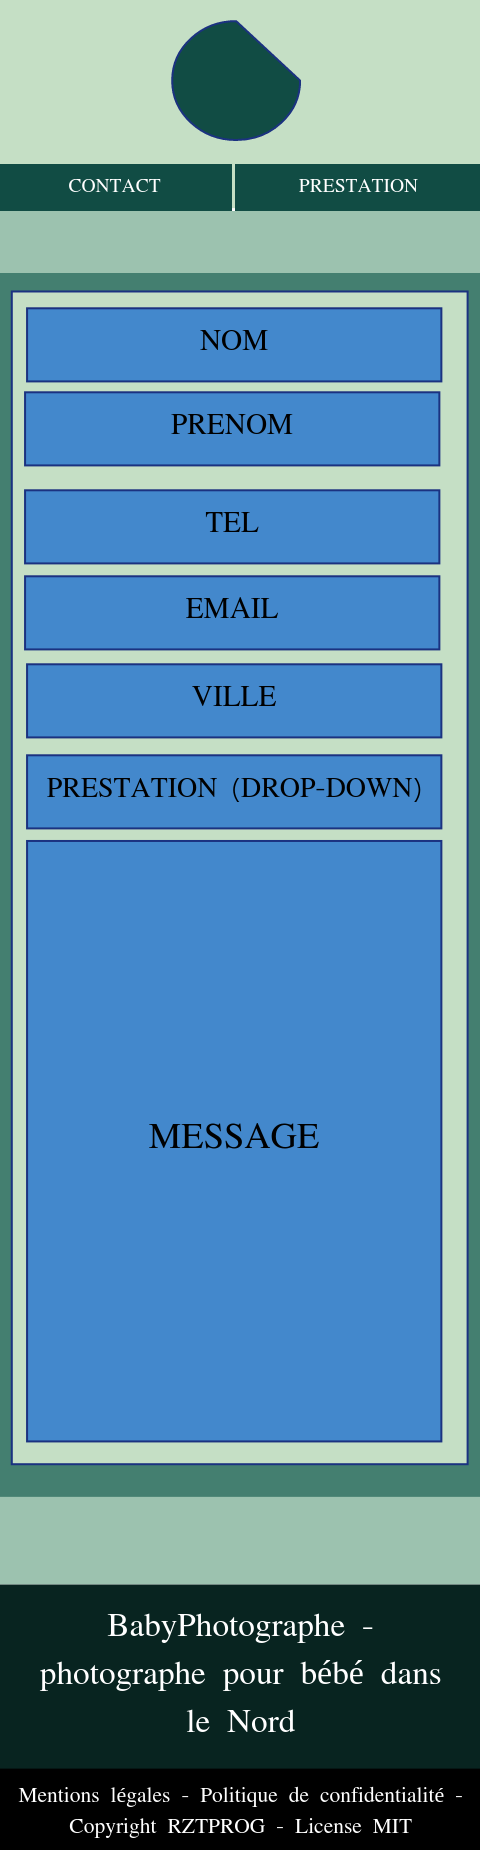 CONTACT PRESTATION
NOM
PRENOM
TEL
EMAIL
VILLE
PRESTATION (DROP-DOWN)
MESSAGE
BabyPhotographe -
photographe pour bébé dans
le Nord
Mentions légales - Politique de confidentialité -
Copyright RZTPROG - License MIT